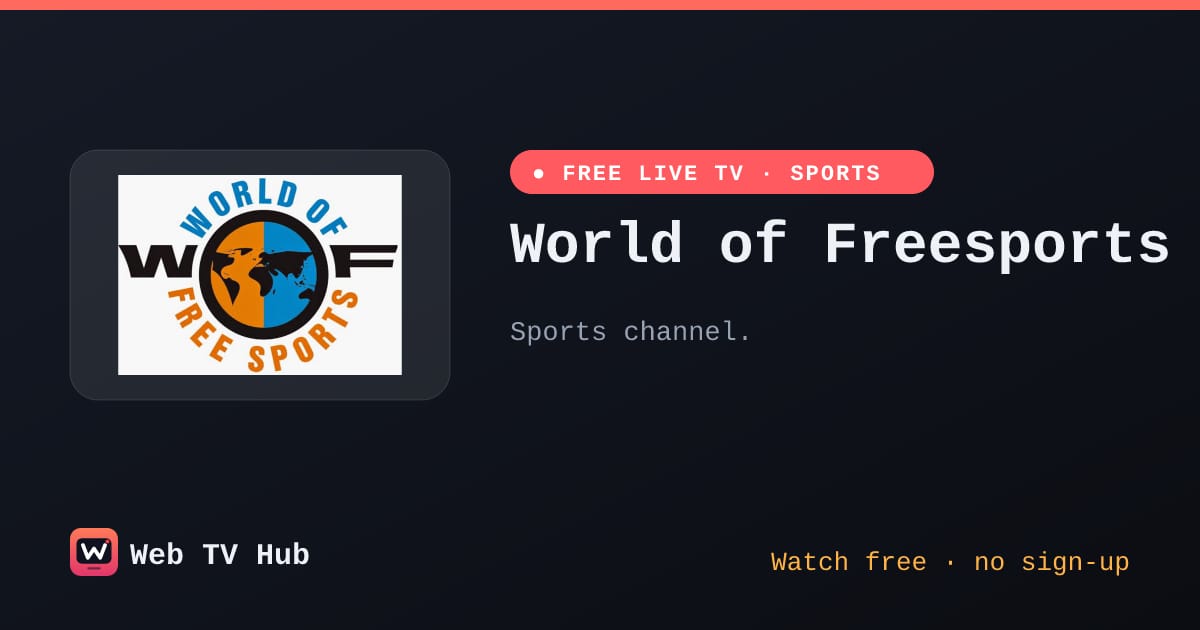 WORLD OF
WOF
FREE SPORTS
● FREE LIVE TV · SPORTS
World of Freesports
Sports channel.
W
Web TV Hub
Watch free · no sign-up